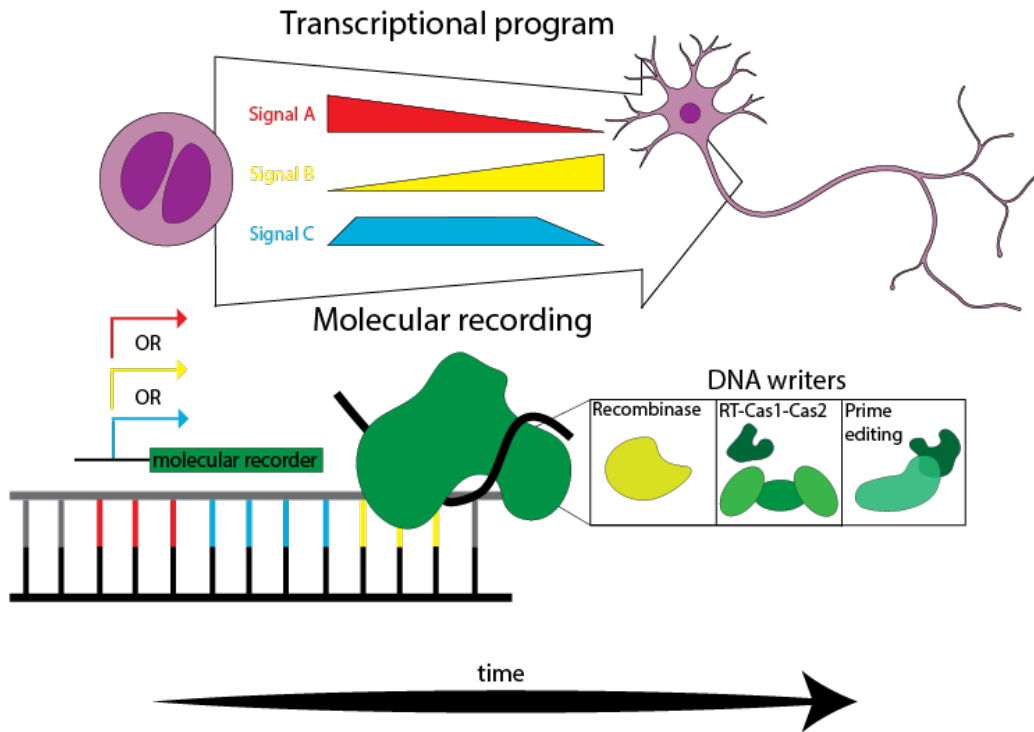 Transcriptional program
Signal A
Signal B
Signal C
Molecular recording
OR
OR
molecular recorder
DNA writers
Recombinase
RT-Cas1-Cas2
Prime
editing
time